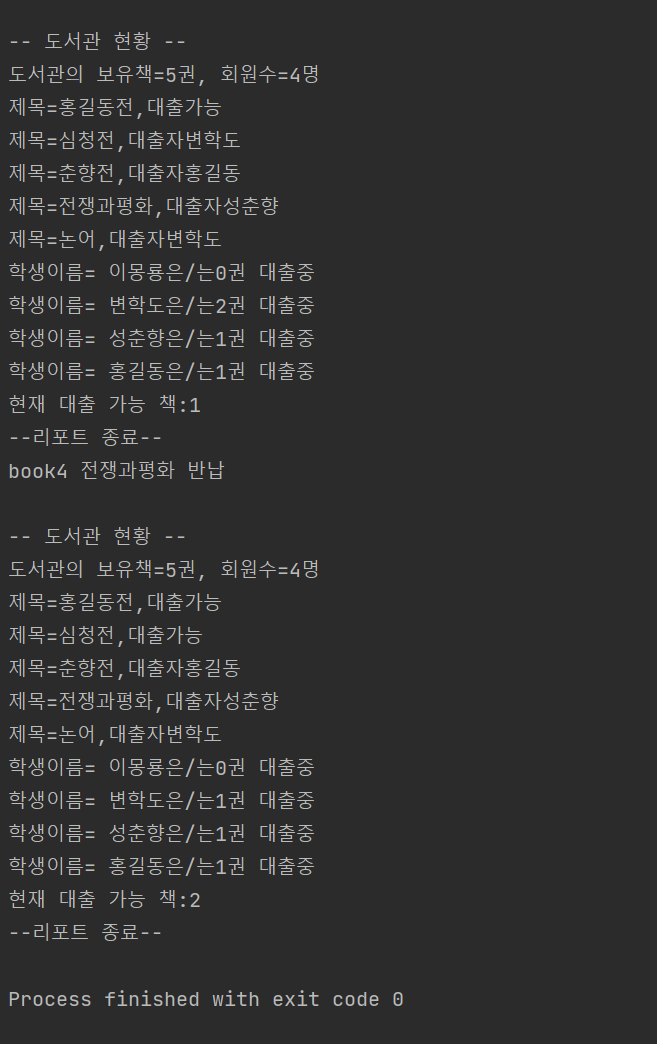 -- 도서관 현황 --
도서관의 보유책=5권, 회원수=4명
제목=홍길동전,대출가능
제목=심청전,대출자변학도
제목=춘향전,대출자홍길동
제목=전쟁과평화,대출자성춘향
제목=논어,대출자변학도
학생이름= 이몽룡은/는0권 대출중
학생이름= 변학도은/는2권 대출중
학생이름= 성춘향은/는1권 대출중
학생이름= 홍길동은/는1권 대출중
현재 대출 가능 책:1
--리포트 종료--
book4 전쟁과평화 반납
-- 도서관 현황 --
도서관의 보유책=5권, 회원수=4명
제목=홍길동전,대출가능
제목=심청전,대출가능
제목=춘향전,대출자홍길동
제목=전쟁과평화,대출자성춘향
제목=논어,대출자변학도
학생이름= 이몽룡은/는0권 대출중
학생이름= 변학도은/는1권 대출중
학생이름= 성춘향은/는1권 대출중
학생이름= 홍길동은/는1권 대출중
현재 대출 가능 책:2
--리포트 종료--
Process finished with exit code 0